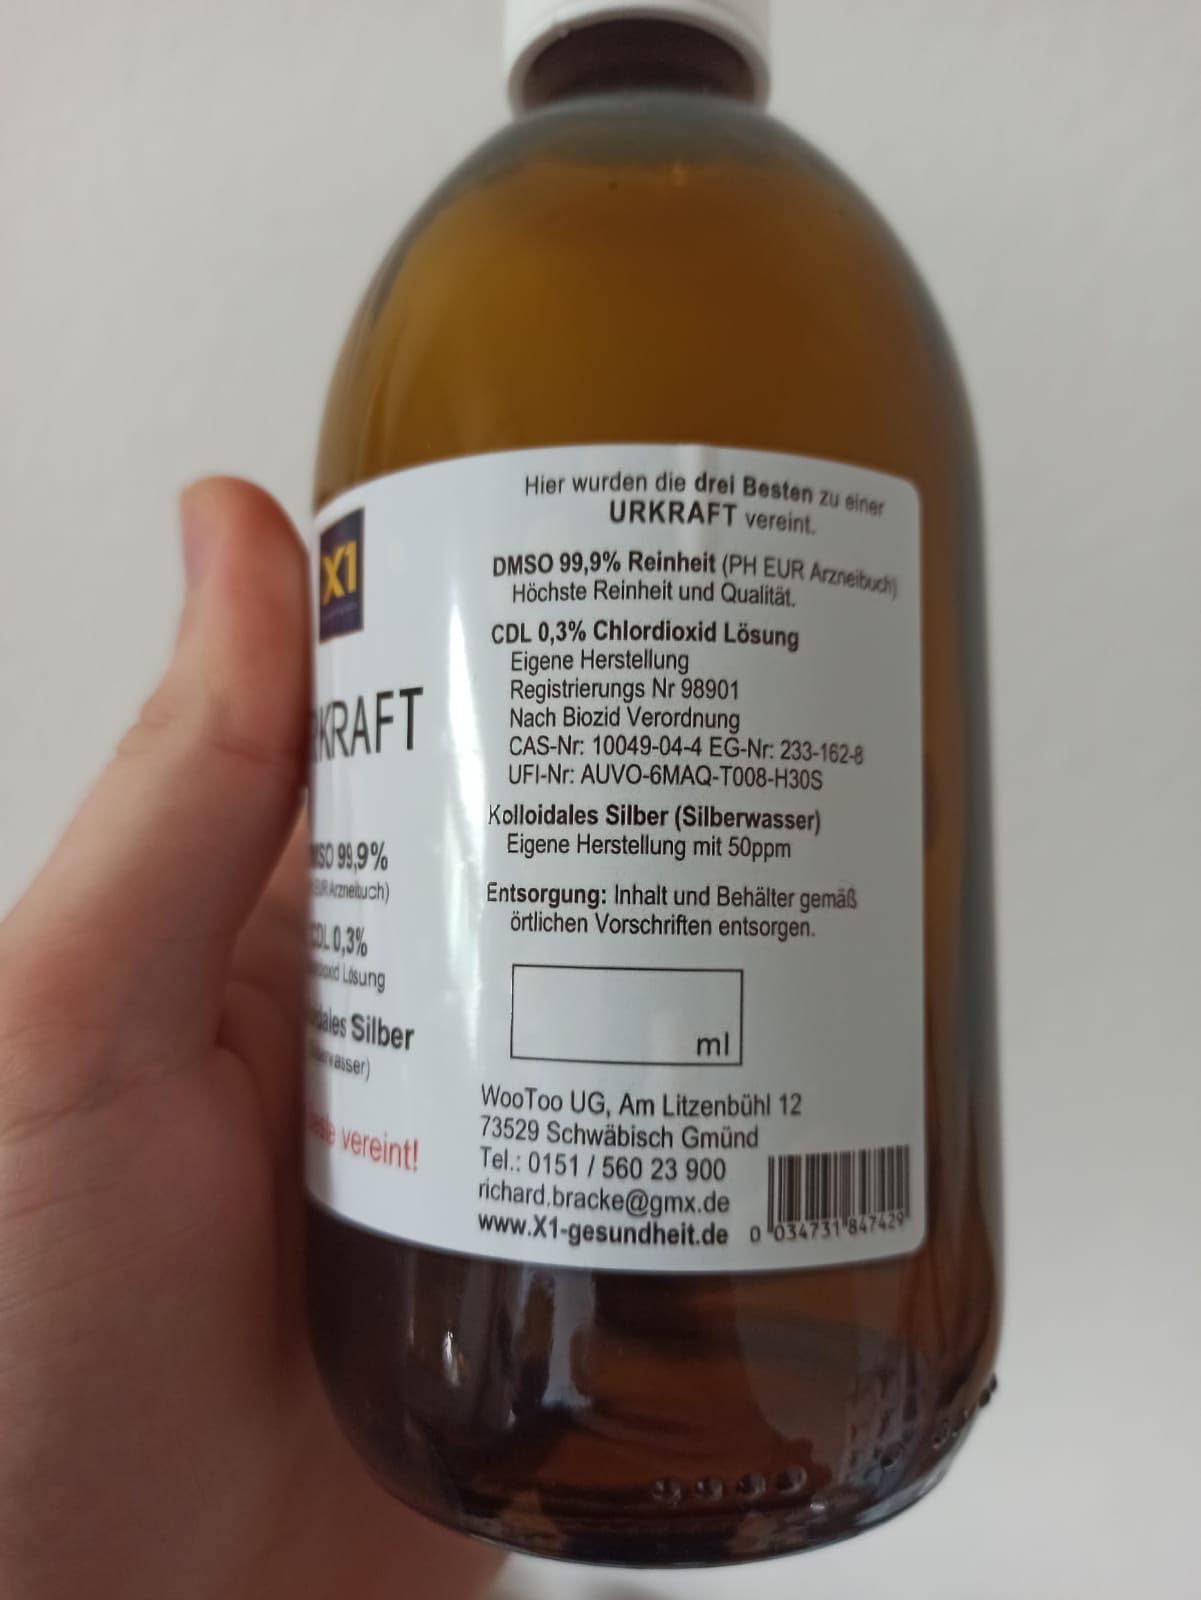 Hier wurden die drei Besten zu einer
URKRAFT vereint.
DMSO 99,9% Reinheit (PH EUR Arzneibuch)
Höchste Reinheit und Qualität.
CDL 0,3% Chlordioxid Lösung
Eigene Herstellung
Registrierungs Nr 98901
Nach Biozid Verordnung
CAS-Nr: 10049-04-4 EG-Nr: 233-162-8
UFI-Nr: AUVO-6MAQ-T008-H30S
Kolloidales Silber (Silberwasser)
Eigene Herstellung mit 50ppm
Entsorgung: Inhalt und Behälter gemäß
örtlichen Vorschriften entsorgen.
ml
WooToo UG, Am Litzenbühl 12
73529 Schwäbisch Gmünd
Tel.: 0151 / 560 23 900
richard.bracke@gmx.de
www.X1-gesundheit.de
0 034731 847429
X1
RKRAFT
MSO 99,9%
EUR Arzneibuch)
CDL 0,3%
Lösung
Silber
vereint!